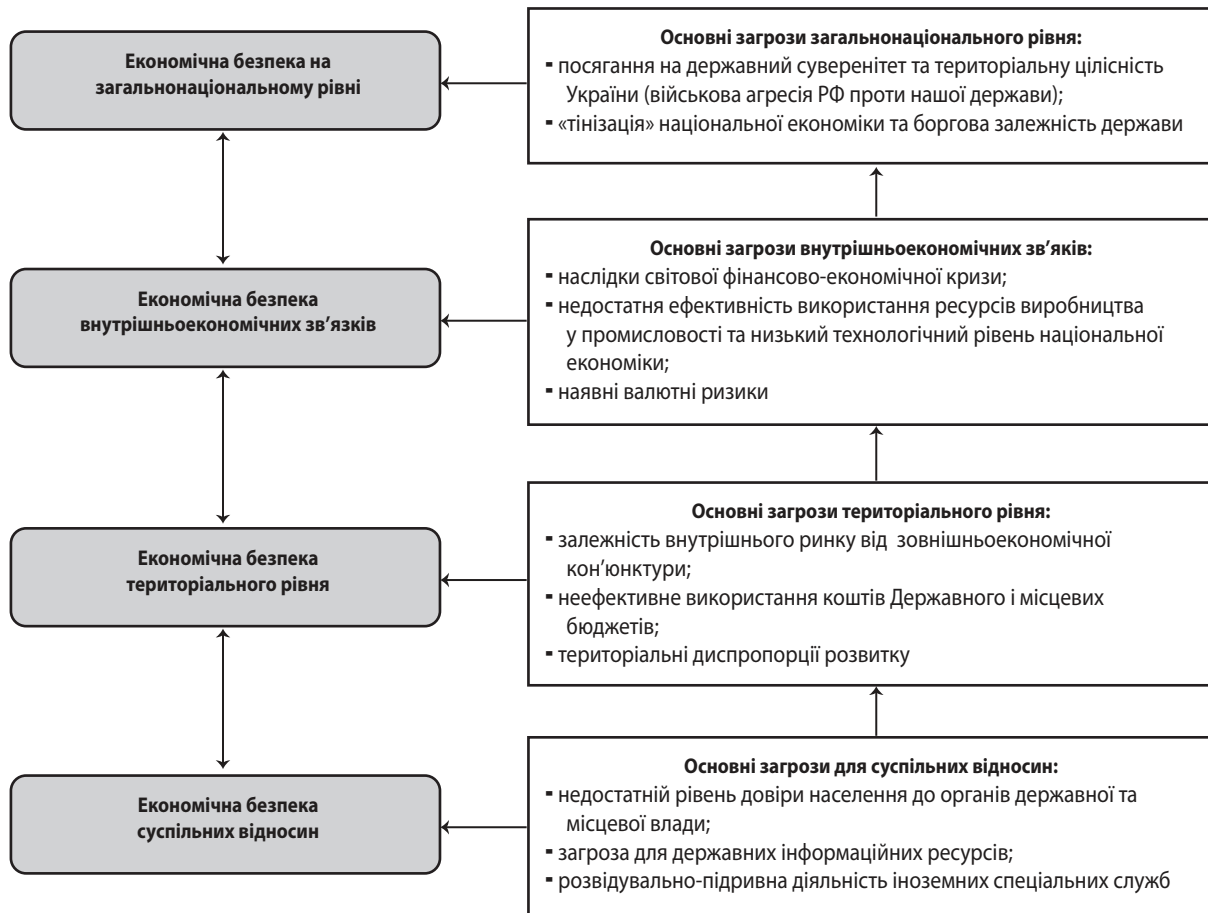 Економічна безпека на
загальнонаціональному рівні
Основні загрози загальнонаціонального рівня:
⁃ посягання на державний суверенітет та територіальну цілісність
України (військова агресія РФ проти нашої держави);
⁃ «тінізація» національної економіки та боргова залежність держави
Економічна безпека
внутрішньоекономічних зв’язків
Основні загрози внутрішньоекономічних зв’яків:
⁃ наслідки світової фінансово-економічної кризи;
⁃ недостатня ефективність використання ресурсів виробництва
у промисловості та низький технологічний рівень національної
економіки;
⁃ наявні валютні ризики
Економічна безпека
територіального рівня
Основні загрози територіального рівня:
⁃ залежність внутрішнього ринку від зовнішньоекономічної
кон’юнктури;
⁃ неефективне використання коштів Державного і місцевих
бюджетів;
⁃ територіальні диспропорції розвитку
Економічна безпека
суспільних відносин
Основні загрози для суспільних відносин:
⁃ недостатній рівень довіри населення до органів державної та
місцевої влади;
⁃ загроза для державних інформаційних ресурсів;
⁃ розвідувально-підривна діяльність іноземних спеціальних служб